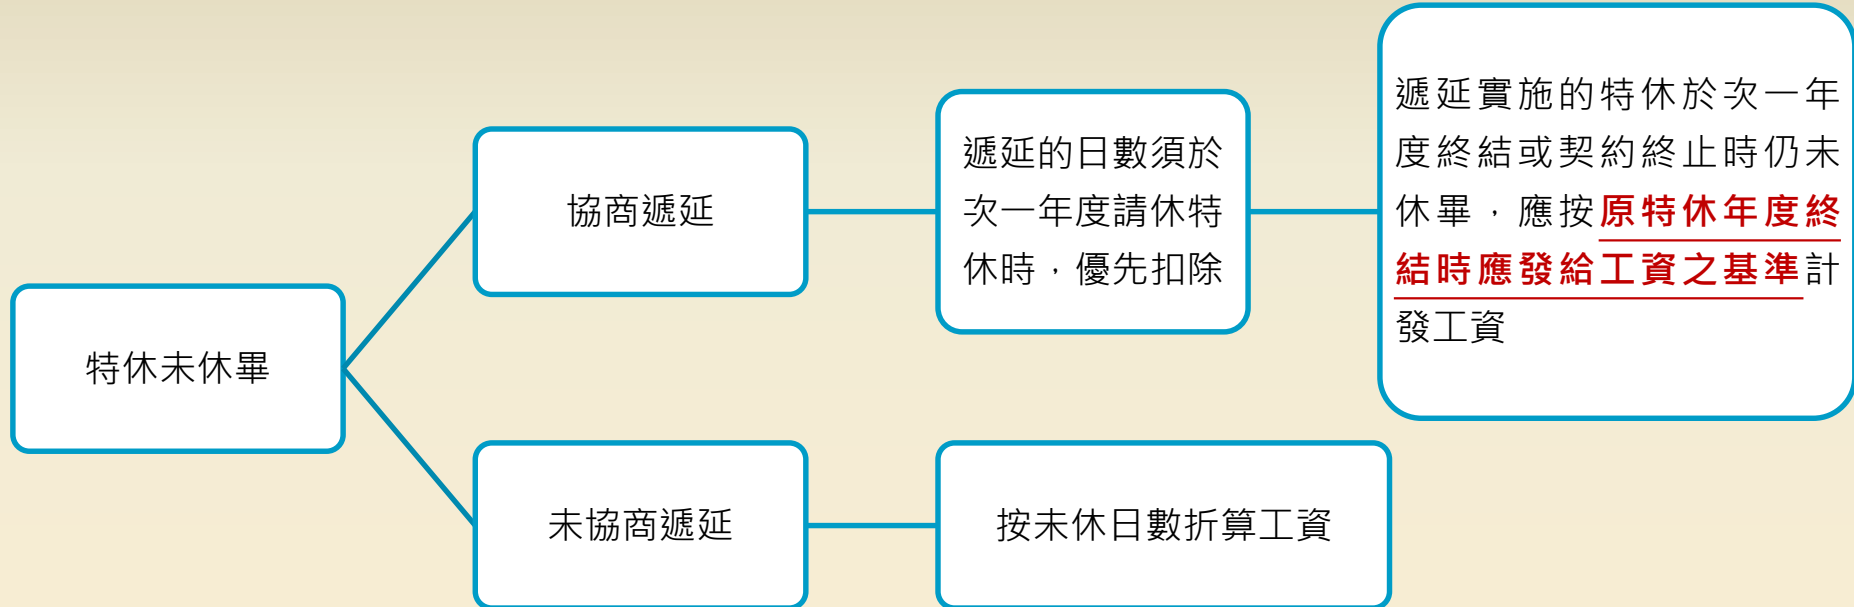 特休未休畢
協商遞延
遞延的日數須於
次一年度請休特
休時，優先扣除
遞延實施的特休於次一年
度終結或契約終止時仍未
休畢，應按原特休年度終
結時應發給工資之基準計
發工資
未協商遞延
按未休日數折算工資